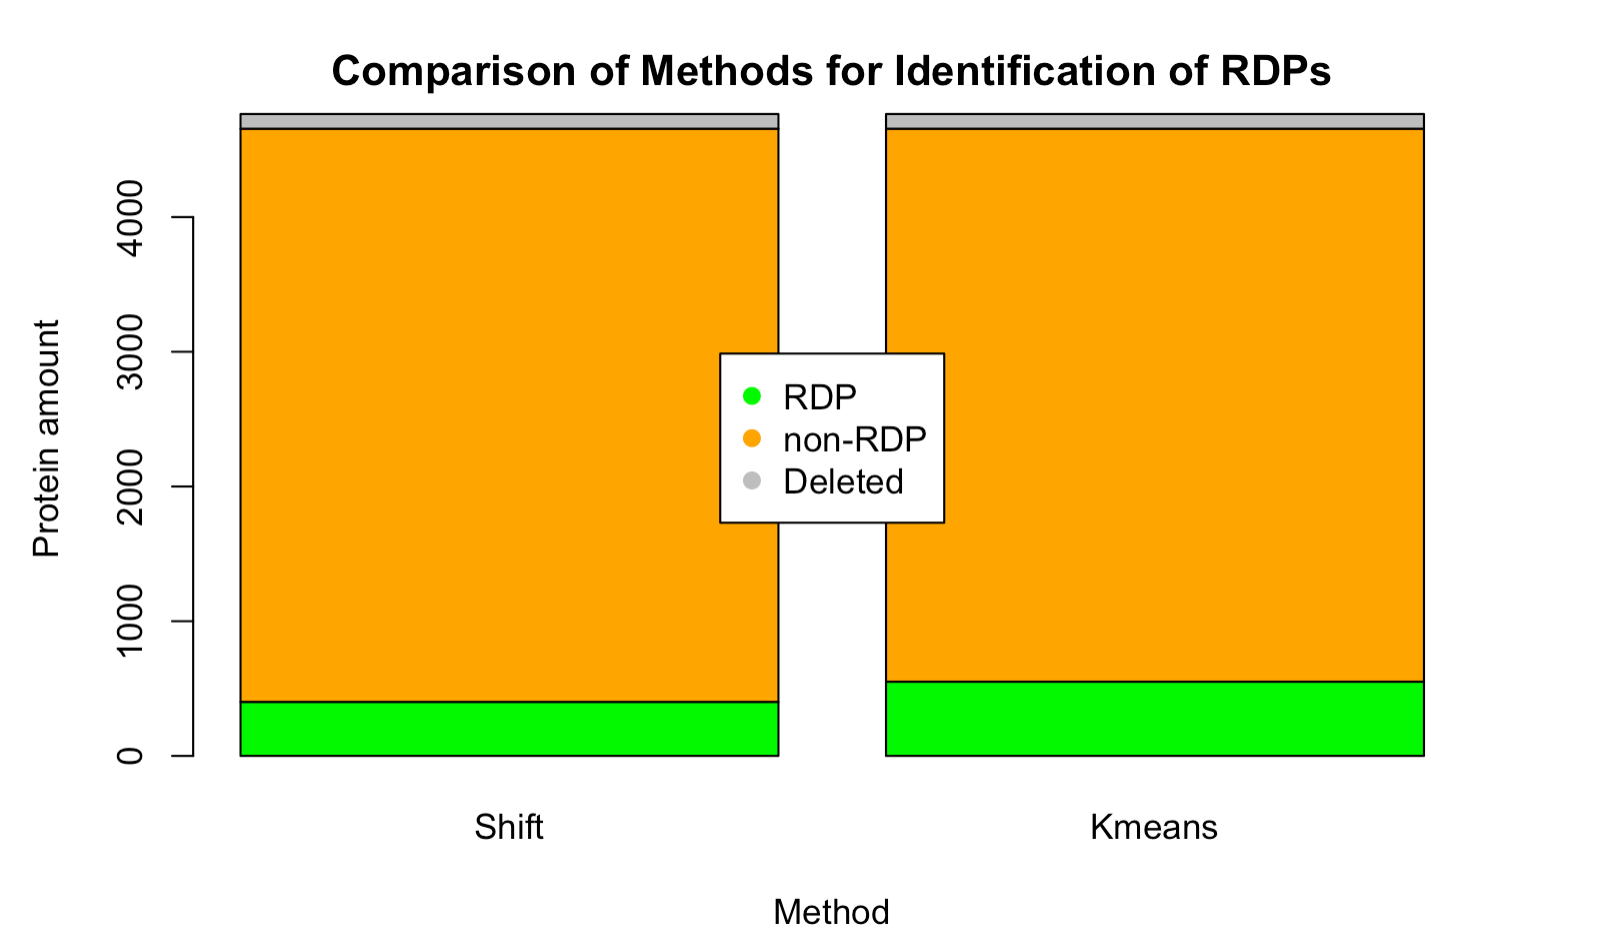 Comparison of Methods for Identification of RDPs
Protein amount
4000
3000
2000
1000
0
RDP
non-RDP
Deleted
Shift
Kmeans
Method